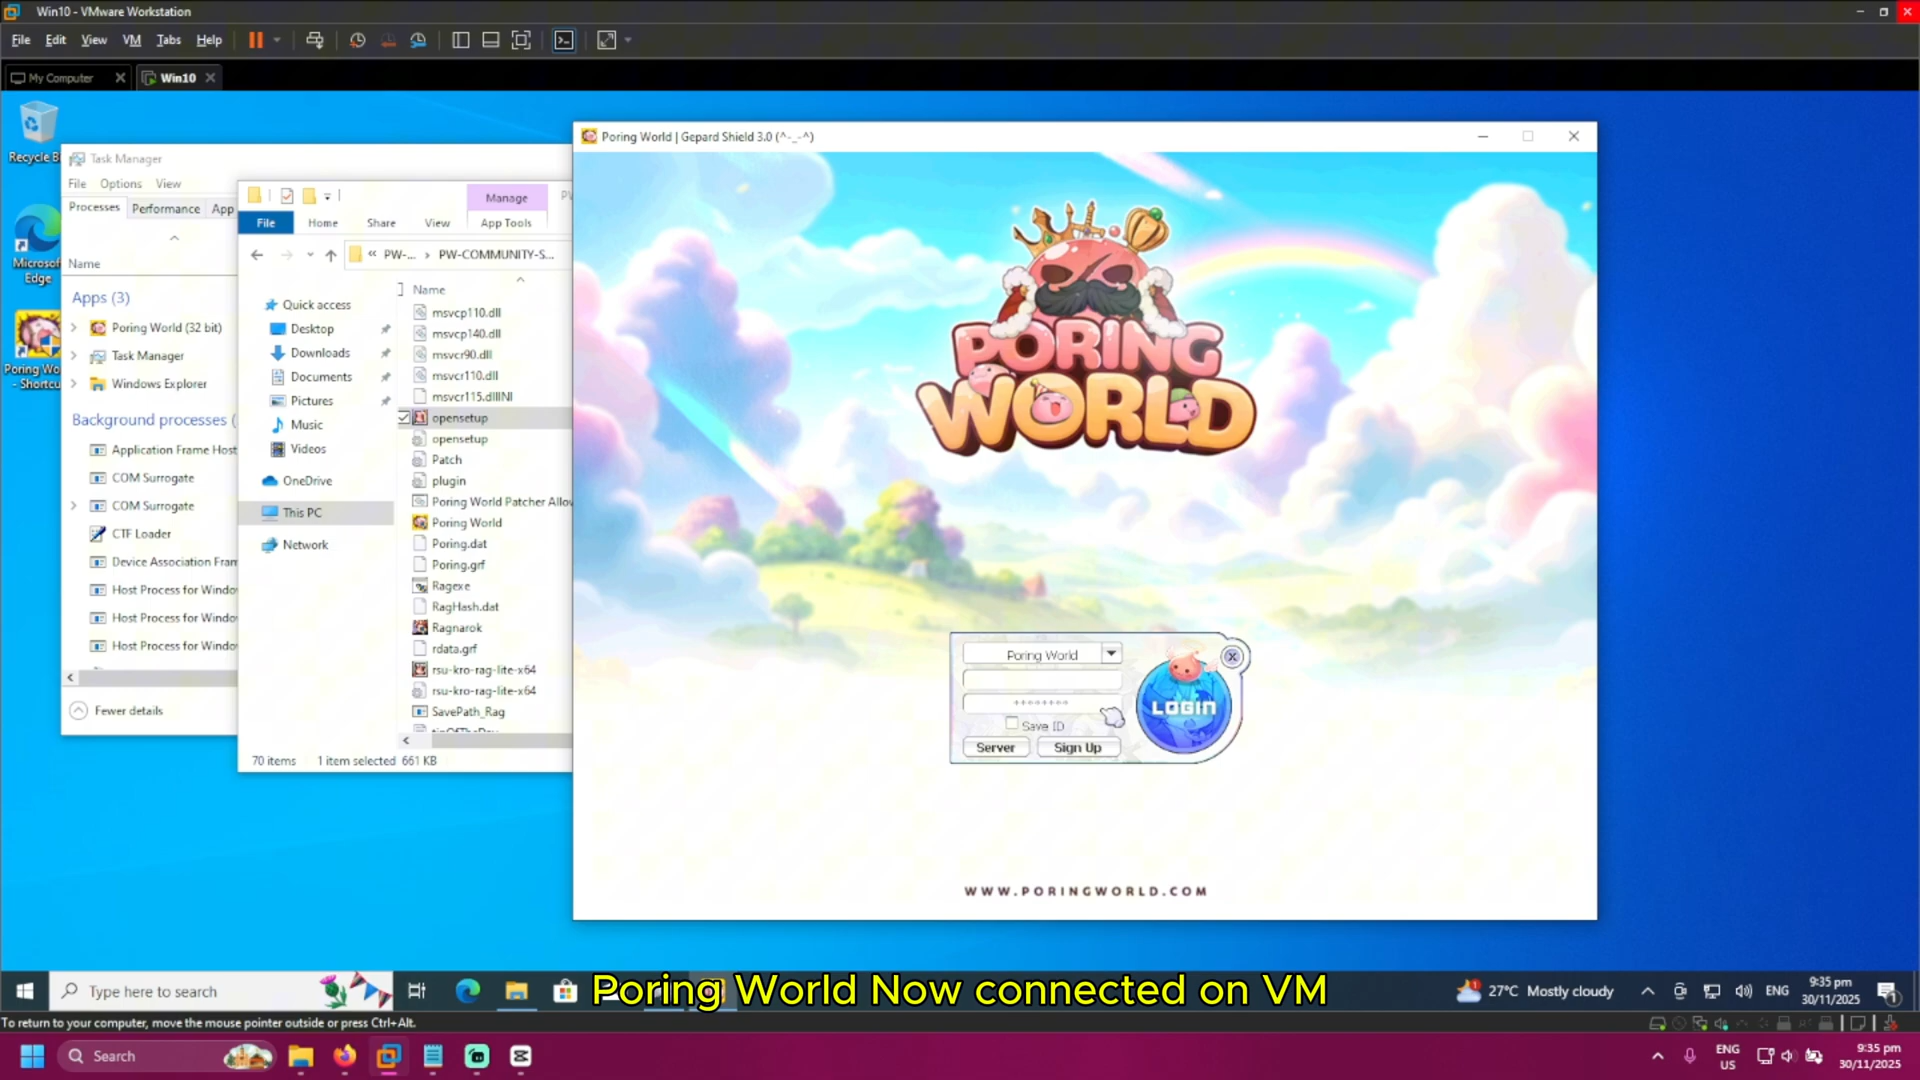 Win10 - VMware Workstation
File Edit View VM Tabs Help
My Computer
Win10
Recycle B
Microsof
Edge
Poring Wo
- Shortcu
Task Manager
File Options View
Processes Performance App
Name
Apps (3)
Poring World (32 bit)
Task Manager
Windows Explorer
Background processes (
Application Frame Host
COM Surrogate
COM Surrogate
CTF Loader
Device Association Fram
Host Process for Windo
Host Process for Windo
Host Process for Windo
Fewer details
Manage
File Home Share View App Tools
« PW-... › PW-COMMUNITY-S...
Quick access
Desktop
Downloads
Documents
Pictures
Music
Videos
OneDrive
This PC
Network
Name
msvcp110.dll
msvcp140.dll
msvcr90.dll
msvcr110.dll
msvcr115.dllINI
opensetup
opensetup
Patch
plugin
Poring World Patcher Allow
Poring World
Poring.dat
Poring.grf
Ragexe
RagHash.dat
Ragnarok
rdata.grf
rsu-kro-rag-lite-x64
rsu-kro-rag-lite-x64
SavePath_Rag
tipOfTheDay
70 items 1 item selected 661 KB
Poring World | Gepard Shield 3.0 (^-_-^)
PORING
WORLD
Poring World
********
Save ID
Server Sign Up
LOGIN
WWW.PORINGWORLD.COM
Type here to search
Poring World Now connected on VM
27°C Mostly cloudy
ENG
9:35 pm
30/11/2025
1
To return to your computer, move the mouse pointer outside or press Ctrl+Alt.
Search
ENG
US
9:35 pm
30/11/2025